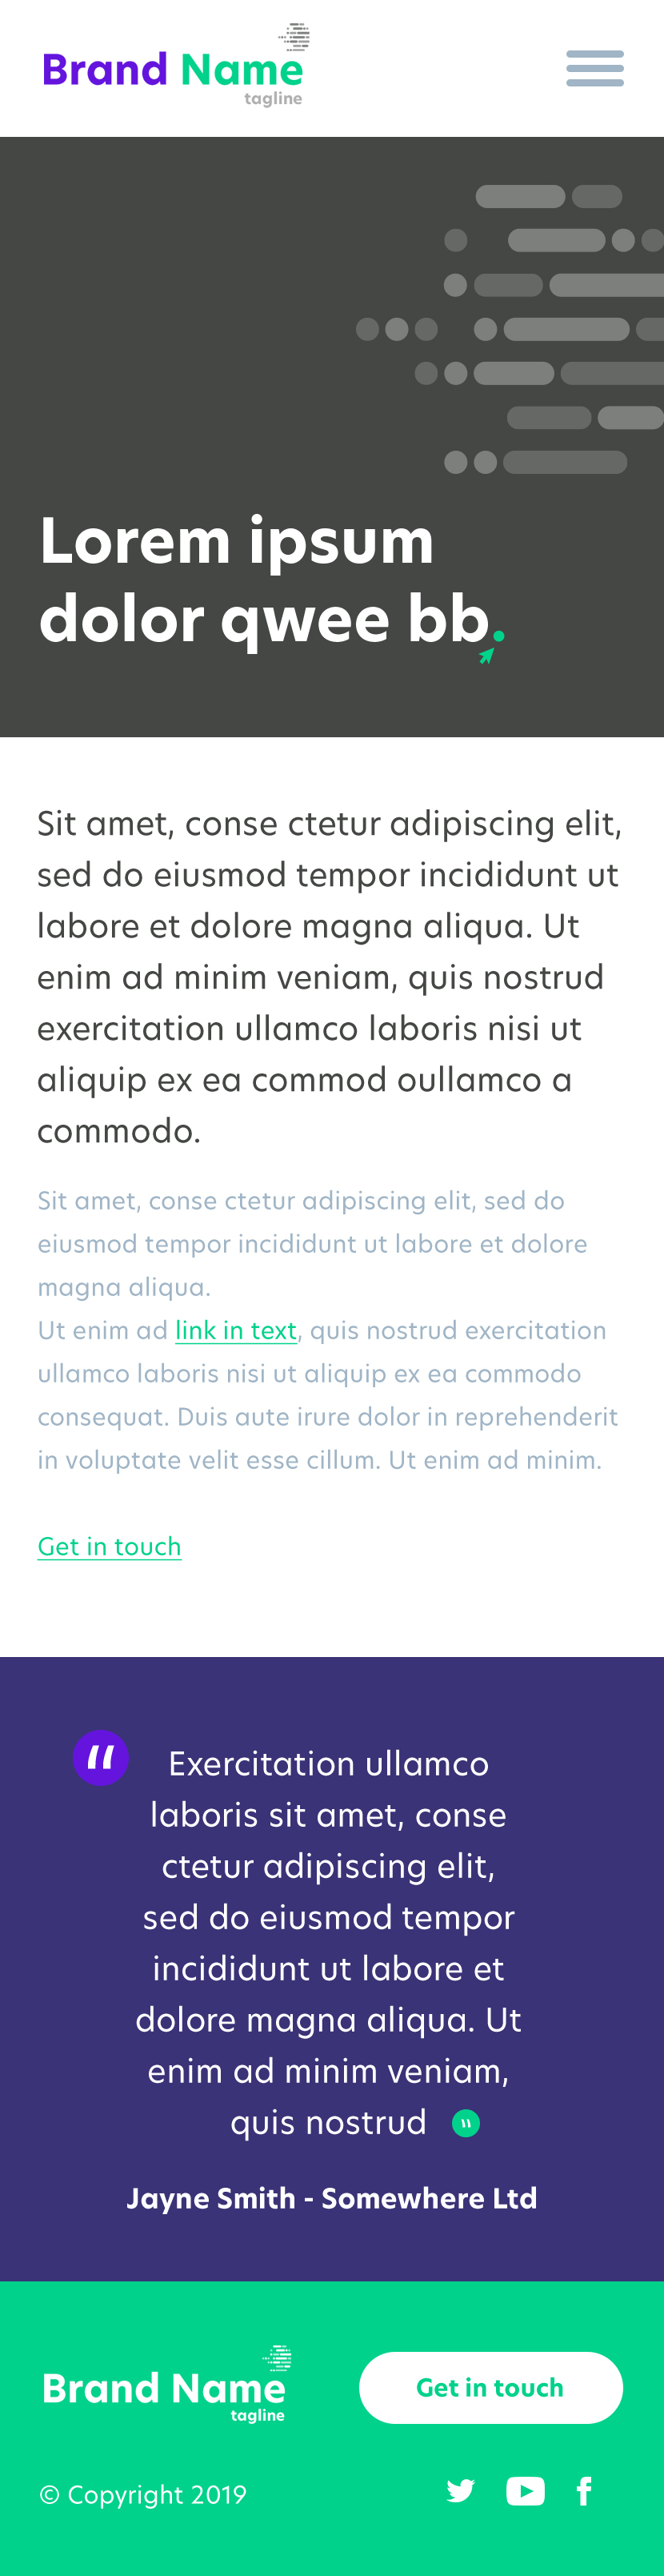 Brand Name
tagline
Lorem ipsum
dolor qwee bb.
Sit amet, conse ctetur adipiscing elit,
sed do eiusmod tempor incididunt ut
labore et dolore magna aliqua. Ut
enim ad minim veniam, quis nostrud
exercitation ullamco laboris nisi ut
aliquip ex ea commod oullamco a
commodo.
Sit amet, conse ctetur adipiscing elit, sed do
eiusmod tempor incididunt ut labore et dolore
magna aliqua.
Ut enim ad link in text, quis nostrud exercitation
ullamco laboris nisi ut aliquip ex ea commodo
consequat. Duis aute irure dolor in reprehenderit
in voluptate velit esse cillum. Ut enim ad minim.
Get in touch
“ Exercitation ullamco
laboris sit amet, conse
ctetur adipiscing elit,
sed do eiusmod tempor
incididunt ut labore et
dolore magna aliqua. Ut
enim ad minim veniam,
quis nostrud ”
Jayne Smith - Somewhere Ltd
Brand Name
tagline
Get in touch
© Copyright 2019